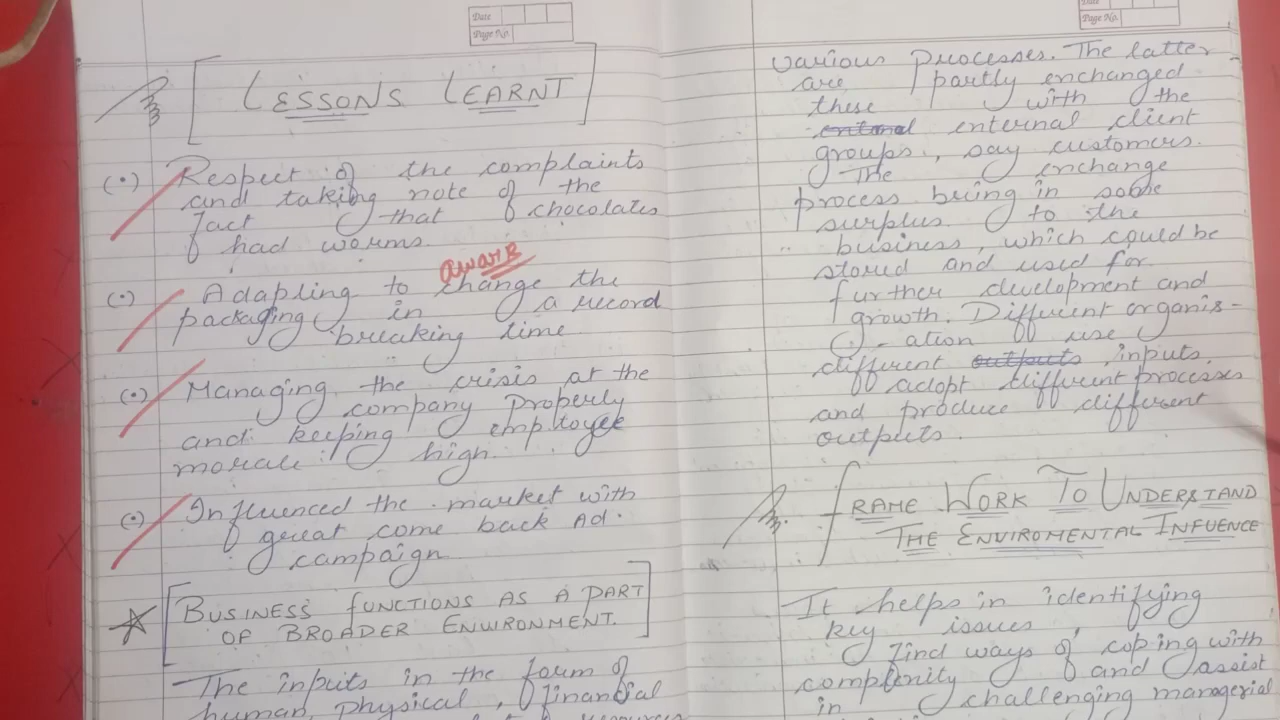 Date
Page No.
LESSONS LEARNT
(•) Respect of the complaints
and taking note of the
fact that of chocolates
had worms.
aware
(•) Adapting to change the
packaging in a record
breaking time
(•) Managing the crisis at the
company properly
and keeping employee
morale high.
(•) Influenced the market with
great come back Ad.
campaign
BUSINESS FUNCTIONS AS A PART
OF BROADER ENVIRONMENT.
The inputs in the form of
human, physical, financial
Date
Page No.
various processes. The latter
are partly enchanged
these with the
enternal client
groups, say customers.
The enchange
process being in some
surplus to the
business, which could be
stored and used for
further development and
growth. Different organis-
-ation use
different outputs inputs,
adopt different processes
and produce different
outputs.
FRAME WORK TO UNDERSTAND
THE ENVIROMENTAL INFUENCE
It helps in identifying
key issues,
find ways of coping with
complenity and assist
in challenging managerial